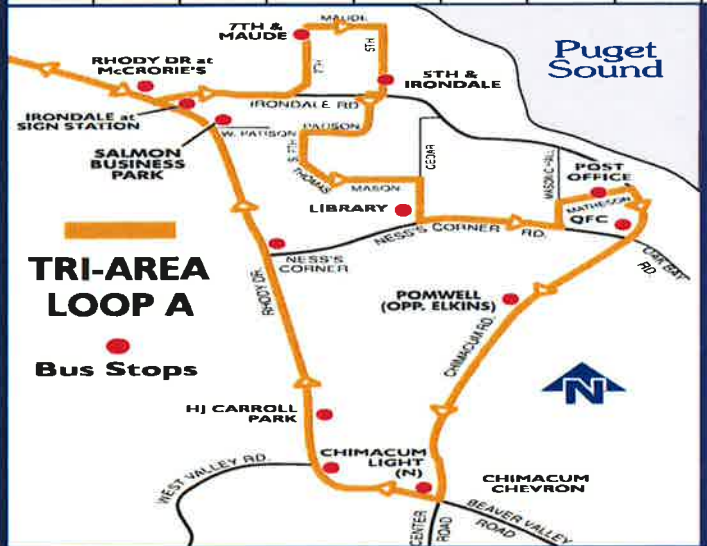 MAUDE
7TH &
MAUDE
7TH
5TH
Puget
Sound
RHODY DR at
McCRORIE'S
5TH &
IRONDALE
IRONDALE RD
IRONDALE at
SIGN STATION
W. PATISON
PATISON
SALMON
BUSINESS
PARK
S. 7TH
CEDAR
MASONIC HALL
POST
OFFICE
THOMAS
MASON
MATHESON
LIBRARY
QFC
NESS'S CORNER RD.
OAK BAY
RD.
NESS'S
CORNER
TRI-AREA
LOOP A
RHODY DR.
POMWELL
(OPP. ELKINS)
CHIMACUM RD.
Bus Stops
N
HJ CARROLL
PARK
WEST VALLEY RD.
CHIMACUM
LIGHT
(N)
CHIMACUM
CHEVRON
CENTER
ROAD
BEAVER VALLEY
ROAD